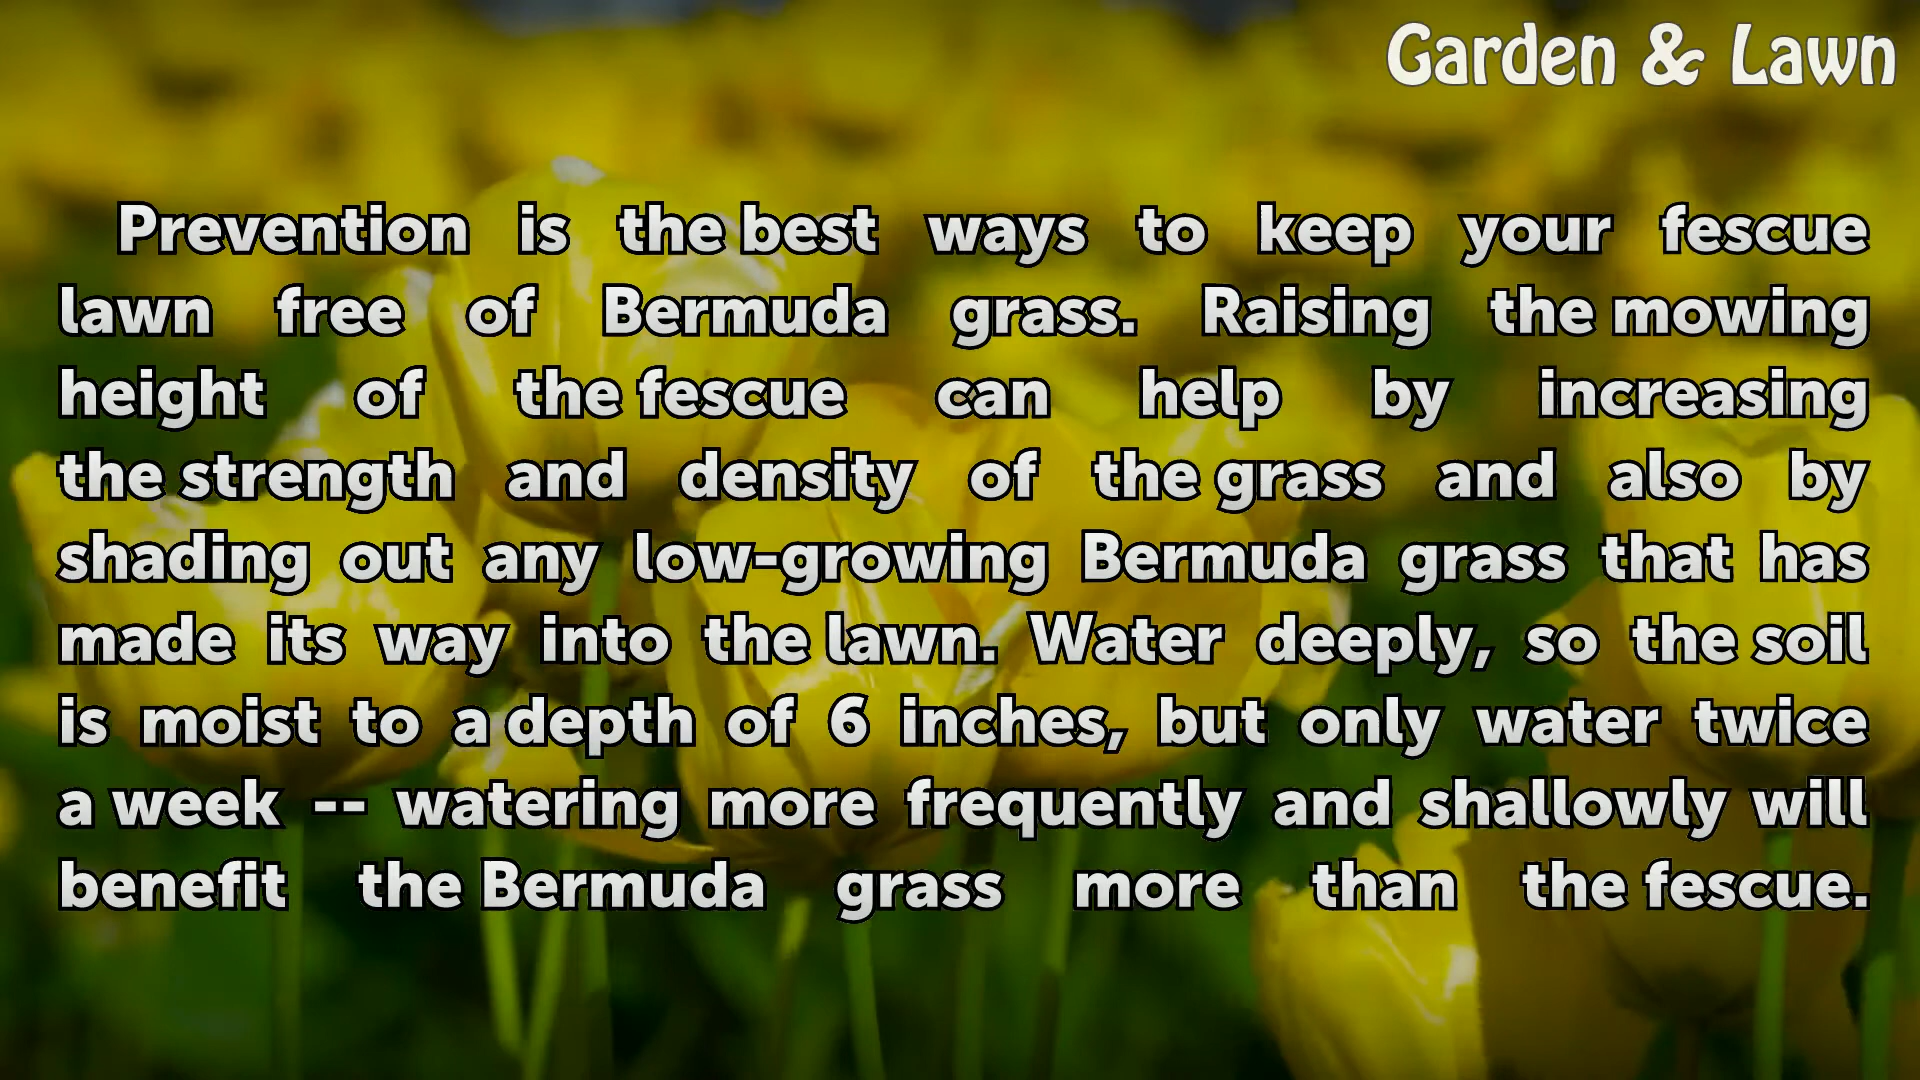 Garden & Lawn
Prevention is the best ways to keep your fescue
lawn free of Bermuda grass. Raising the mowing
height of the fescue can help by increasing
the strength and density of the grass and also by
shading out any low-growing Bermuda grass that has
made its way into the lawn. Water deeply, so the soil
is moist to a depth of 6 inches, but only water twice
a week -- watering more frequently and shallowly will
benefit the Bermuda grass more than the fescue.